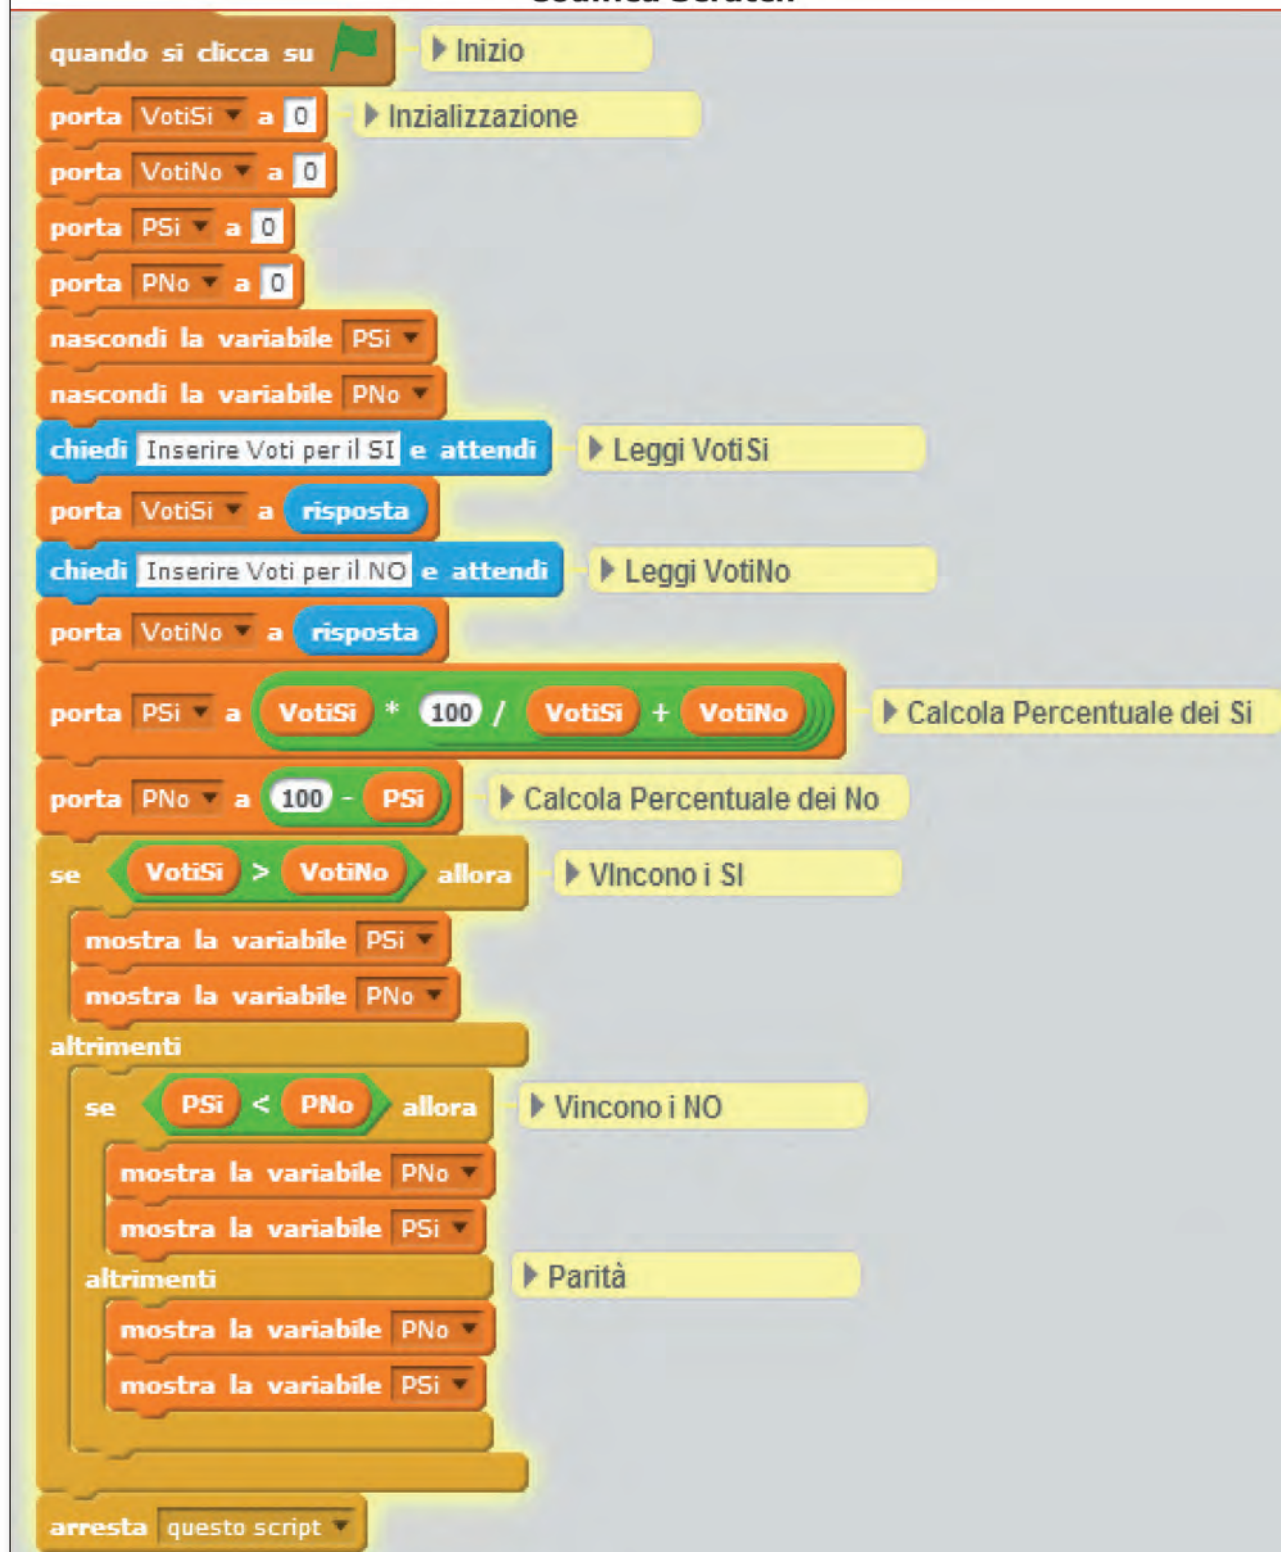 Codifica Scratch
quando si clicca su ▶ Inizio
porta VotiSi ▼ a 0 ▶ Inzializzazione
porta VotiNo ▼ a 0
porta PSi ▼ a 0
porta PNo ▼ a 0
nascondi la variabile PSi ▼
nascondi la variabile PNo ▼
chiedi Inserire Voti per il SI e attendi ▶ Leggi VotiSi
porta VotiSi ▼ a risposta
chiedi Inserire Voti per il NO e attendi ▶ Leggi VotiNo
porta VotiNo ▼ a risposta
porta PSi ▼ a VotiSi * 100 / VotiSi + VotiNo ▶ Calcola Percentuale dei Si
porta PNo ▼ a 100 - PSi ▶ Calcola Percentuale dei No
se VotiSi > VotiNo allora ▶ VIncono i SI
mostra la variabile PSi ▼
mostra la variabile PNo ▼
altrimenti
se PSi < PNo allora ▶ Vincono i NO
mostra la variabile PNo ▼
mostra la variabile PSi ▼
altrimenti ▶ Parità
mostra la variabile PNo ▼
mostra la variabile PSi ▼
arresta questo script ▼